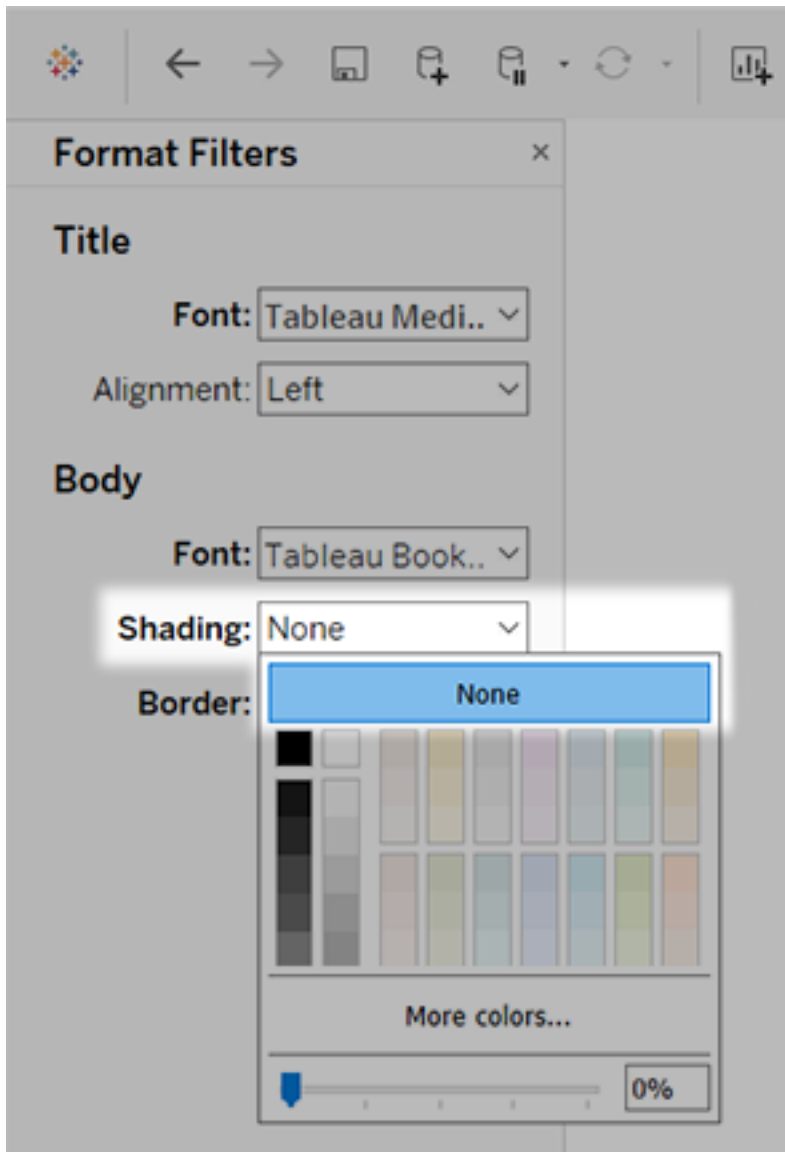 Format Filters
Title
Font: Tableau Medi..
Alignment: Left
Body
Font: Tableau Book..
Shading: None
None
Border:
More colors...
0%